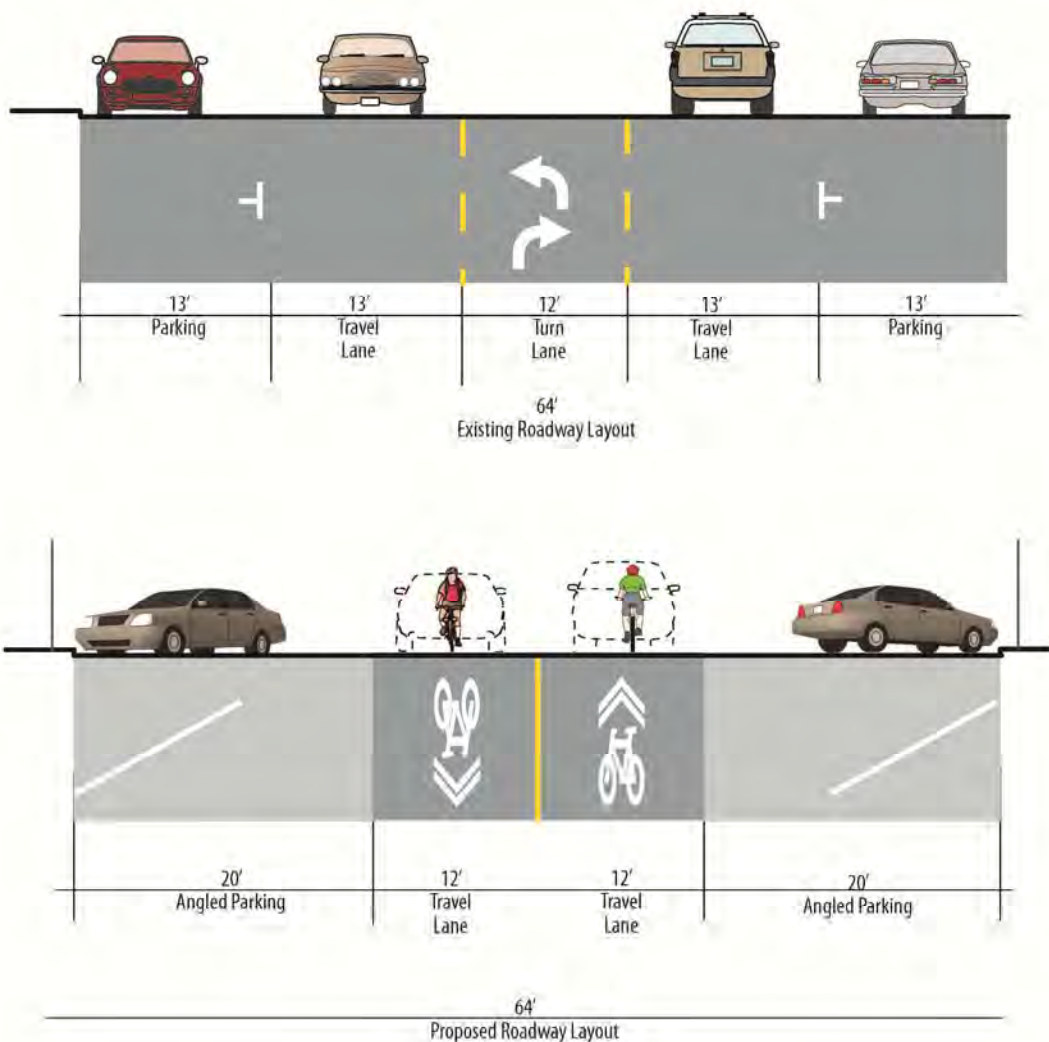 13' 13' 12' 13' 13'
Parking Travel Turn Travel Parking
Lane Lane Lane
64'
Existing Roadway Layout
20' 12' 12' 20'
Angled Parking Travel Travel Angled Parking
Lane Lane
64'
Proposed Roadway Layout